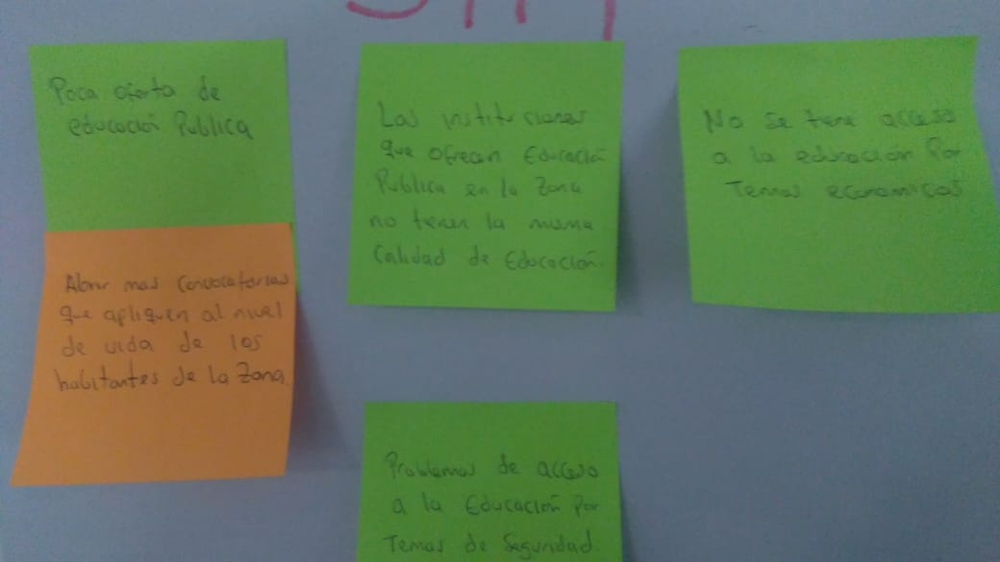 Poca oferta de
educación Publica
Abrir mas Convocatorias
que apliquen al nivel
de vida de los
habitantes de la Zona.
Las instituciones
que ofrecen Educación
Publica en la Zona
no tienen la misma
Calidad de Educación.
No se tiene acceso
a la educación Por
Temas economicos
Problemas de acceso
a la Educación Por
Temas de Seguridad.